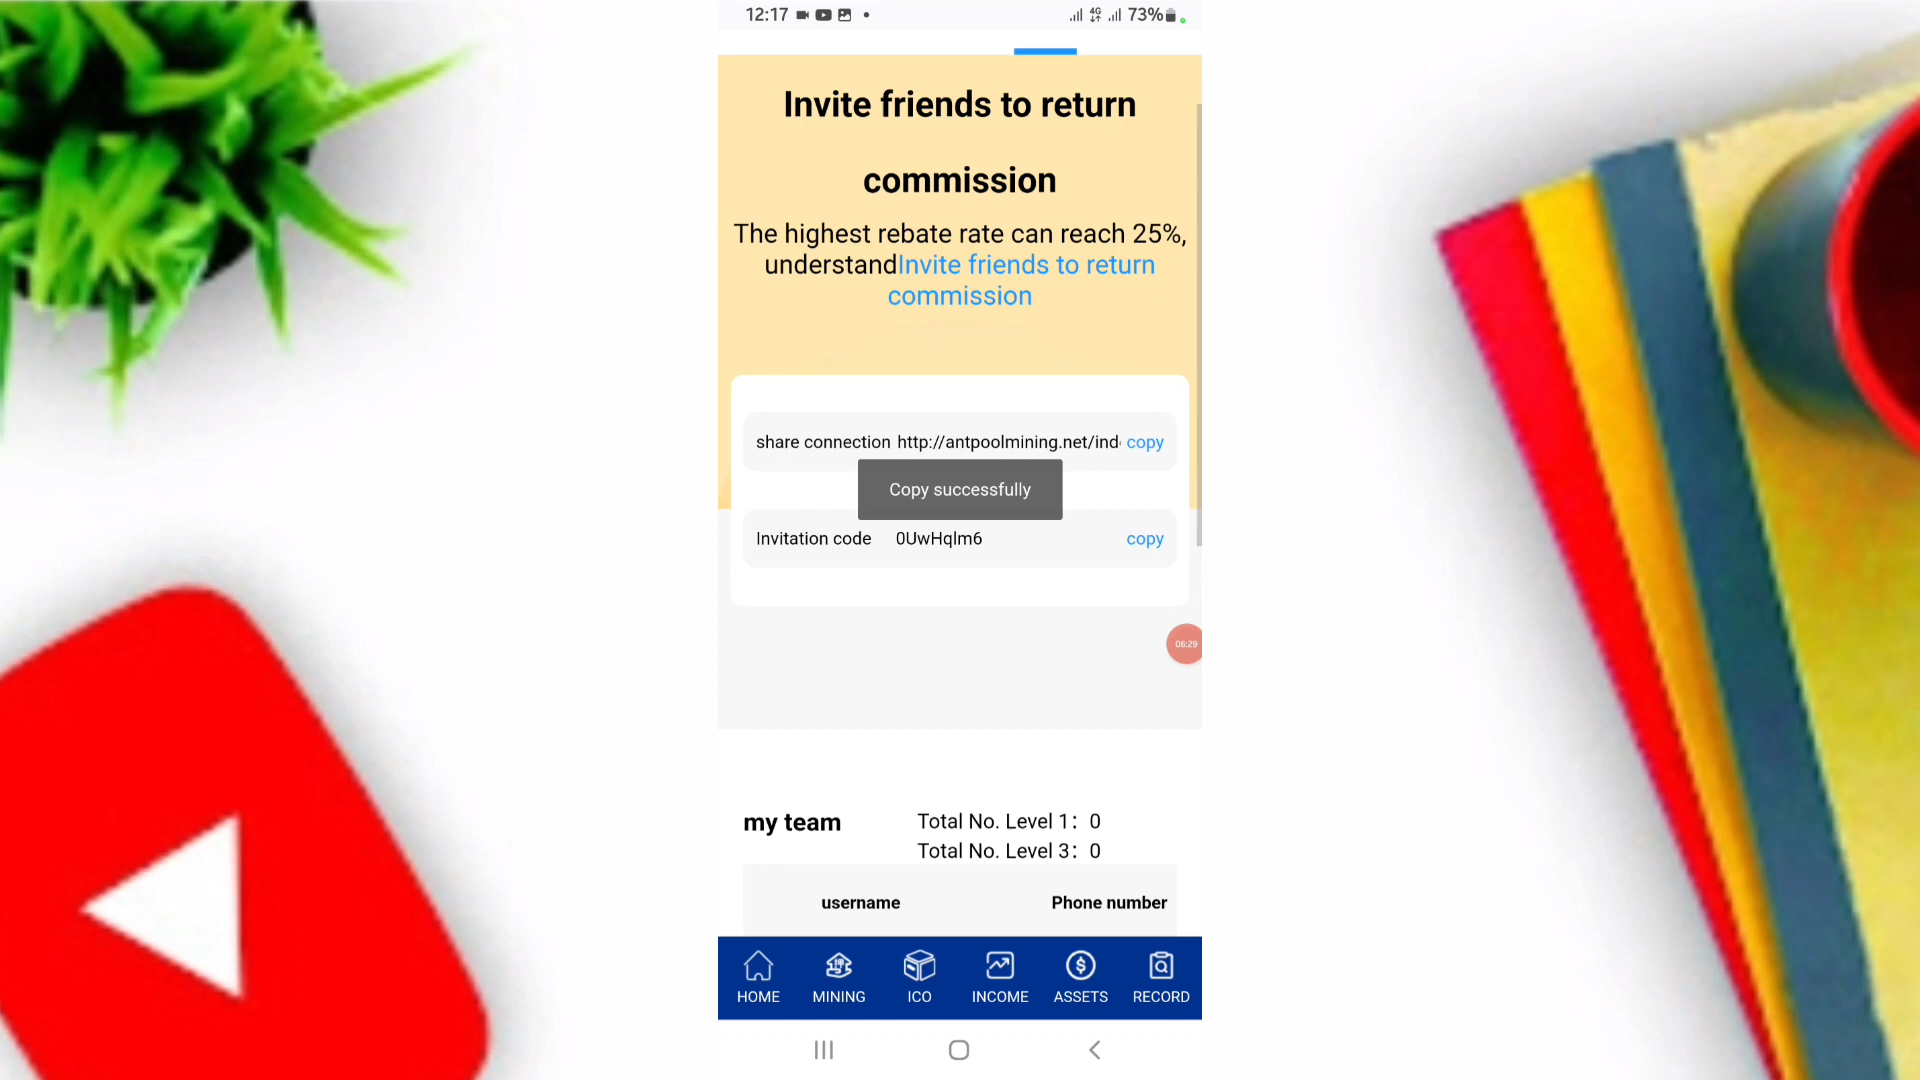 12:17
4G
73%
Invite friends to return
commission
The highest rebate rate can reach 25%,
understandInvite friends to return
commission
share connection http://antpoolmining.net/ind copy
Copy successfully
Invitation code 0UwHqlm6 copy
06:29
my team
Total No. Level 1： 0
Total No. Level 3： 0
username Phone number
HOME MINING ICO INCOME ASSETS RECORD